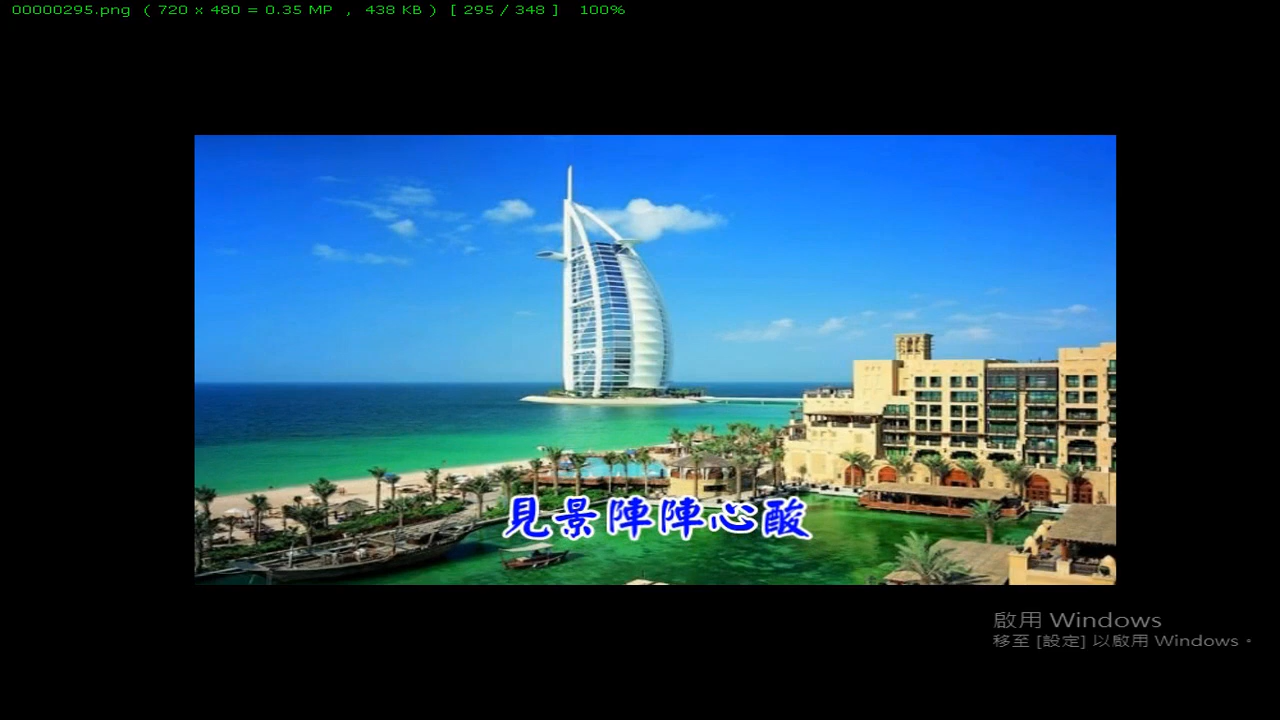 00000295.png ( 720 x 480 = 0.35 MP , 438 KB ) [ 295 / 348 ] 100%
見景陣陣心酸
啟用 Windows
移至 [設定] 以啟用 Windows。